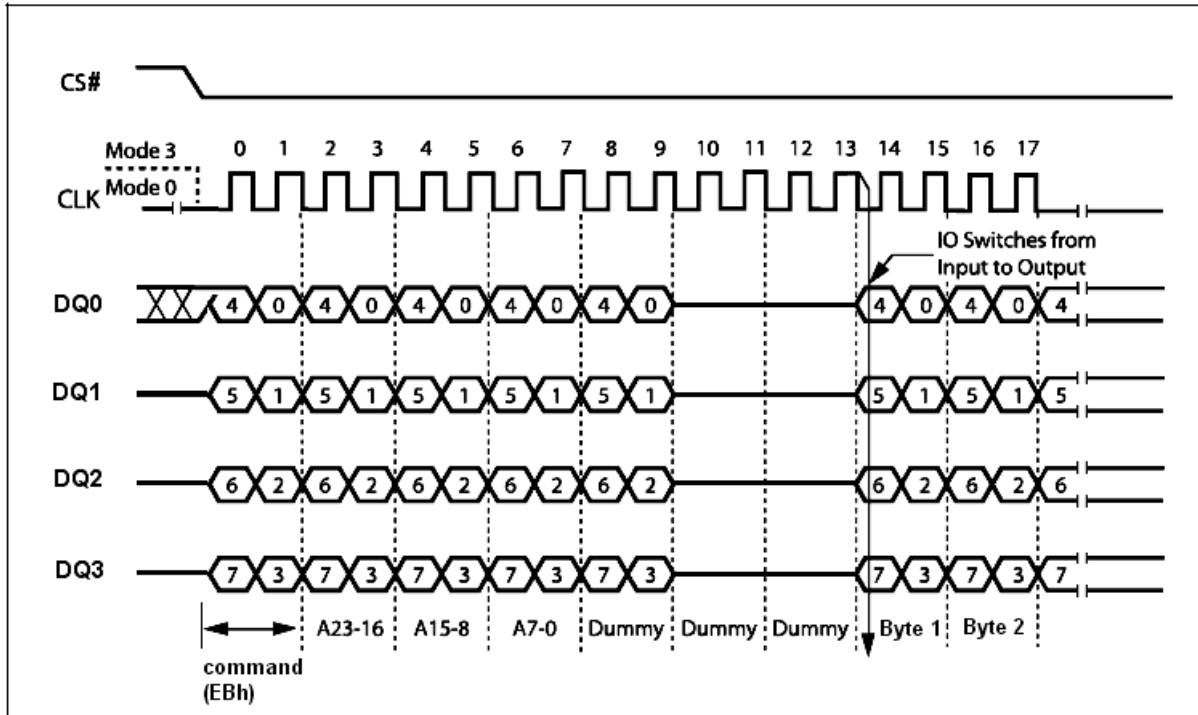 CS#
Mode 3
0 1 2 3 4 5 6 7 8 9 10 11 12 13 14 15 16 17
Mode 0
CLK
IO Switches from
Input to Output
DQ0 4 0 4 0 4 0 4 0 4 0 4 0 4 0 4
DQ1 5 1 5 1 5 1 5 1 5 1 5 1 5 1 5
DQ2 6 2 6 2 6 2 6 2 6 2 6 2 6 2 6
DQ3 7 3 7 3 7 3 7 3 7 3 7 3 7 3 7
A23-16 A15-8 A7-0 Dummy Dummy Dummy Byte 1 Byte 2
command
(EBh)